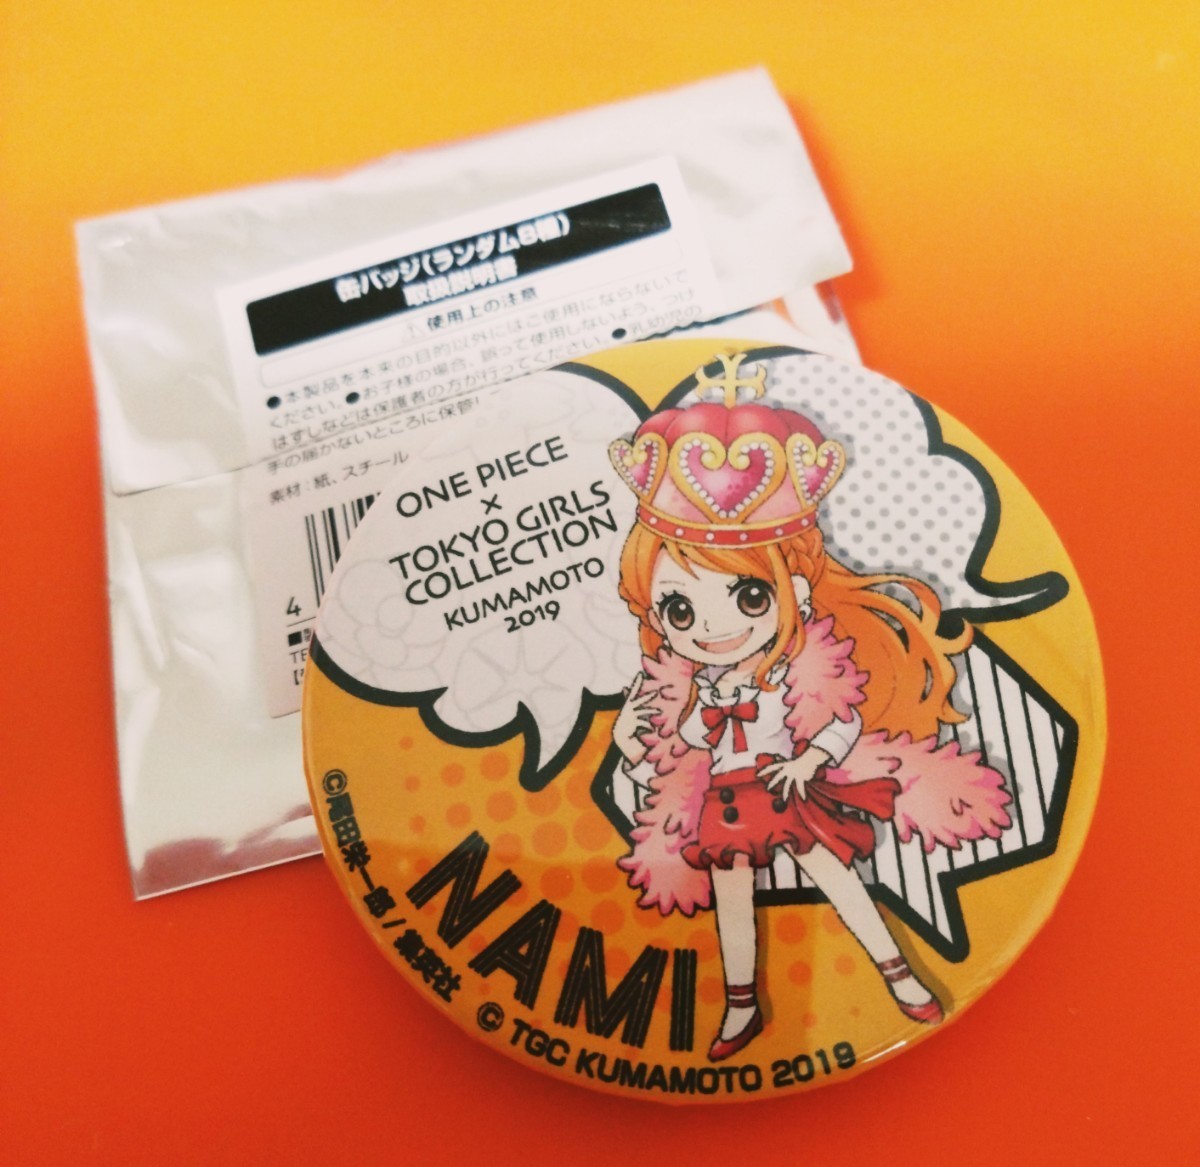 缶バッジ(ランダム8種)
取扱説明書
⚠使用上の注意
●本製品を本来の目的以外にはご使用にならないで
ください。●お子様の場合、誤って使用しないよう、つけ
はずしなどは保護者の方が行ってください。●乳幼児の
手の届かないところに保管
素材:紙、スチール
4
ONE PIECE
×
TOKYO GIRLS
COLLECTION
KUMAMOTO
2019
NAMI
©尾田栄一郎/集英社
© TGC KUMAMOTO 2019